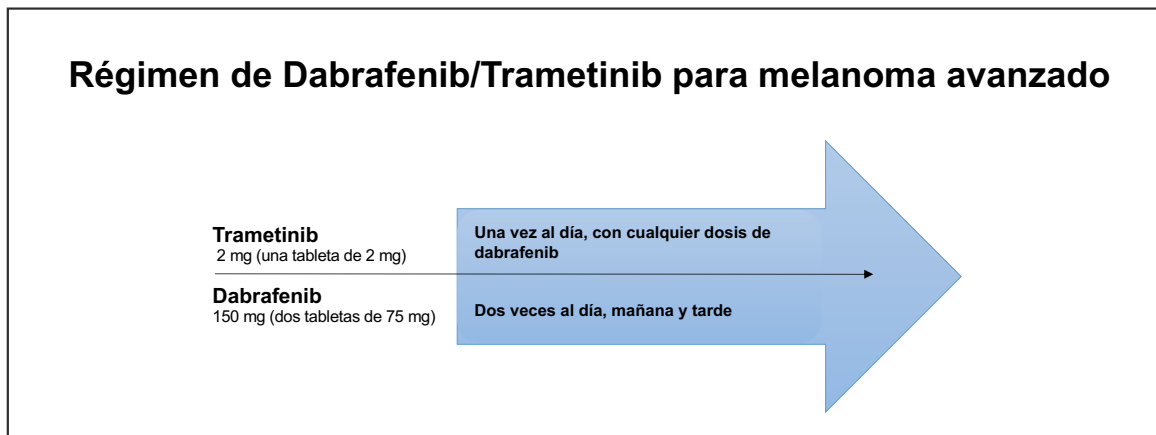 Régimen de Dabrafenib/Trametinib para melanoma avanzado
Trametinib
2 mg (una tableta de 2 mg)
Una vez al día, con cualquier dosis de
dabrafenib
Dabrafenib
150 mg (dos tabletas de 75 mg)
Dos veces al día, mañana y tarde